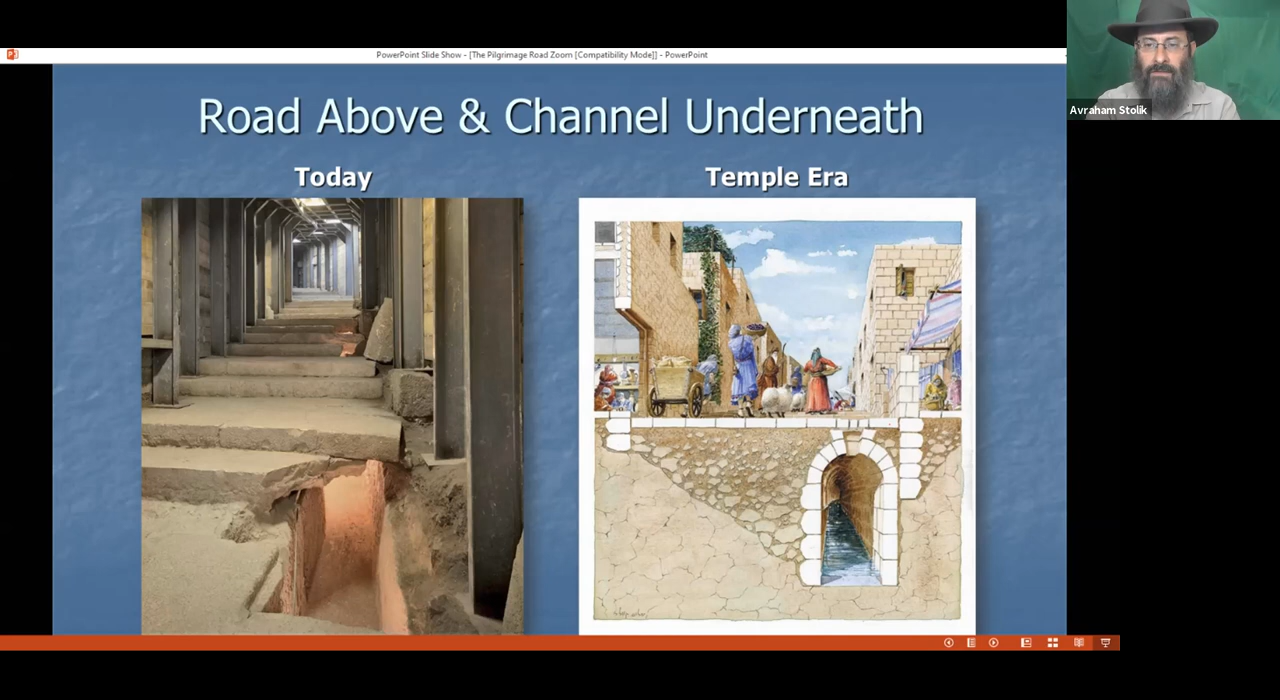 PowerPoint Slide Show - [The Pilgrimage Road Zoom [Compatibility Mode]] - PowerPoint
Avraham Stolik
Road Above & Channel Underneath
Today
Temple Era